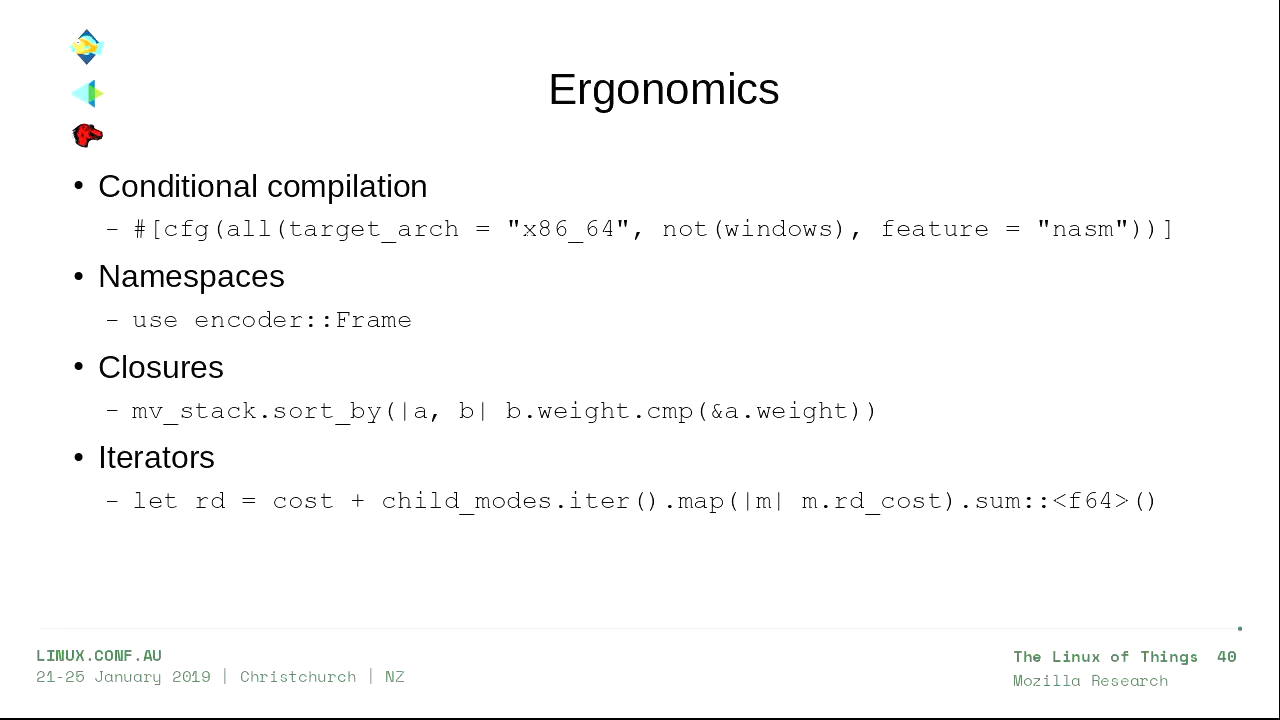 Ergonomics
• Conditional compilation
– #[cfg(all(target_arch = "x86_64", not(windows), feature = "nasm"))]
• Namespaces
– use encoder::Frame
• Closures
– mv_stack.sort_by(|a, b| b.weight.cmp(&a.weight))
• Iterators
– let rd = cost + child_modes.iter().map(|m| m.rd_cost).sum::<f64>()
LINUX.CONF.AU
21-25 January 2019 | Christchurch | NZ
The Linux of Things 40
Mozilla Research